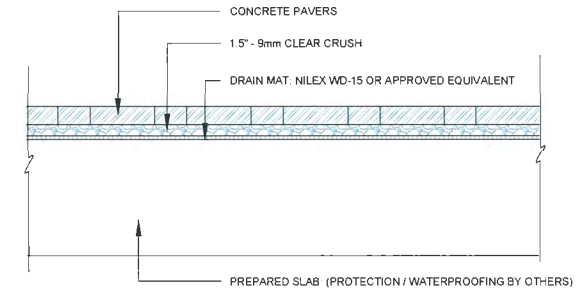 CONCRETE PAVERS
1.5" - 9mm CLEAR CRUSH
DRAIN MAT: NILEX WD-15 OR APPROVED EQUIVALENT
PREPARED SLAB (PROTECTION / WATERPROOFING BY OTHERS)